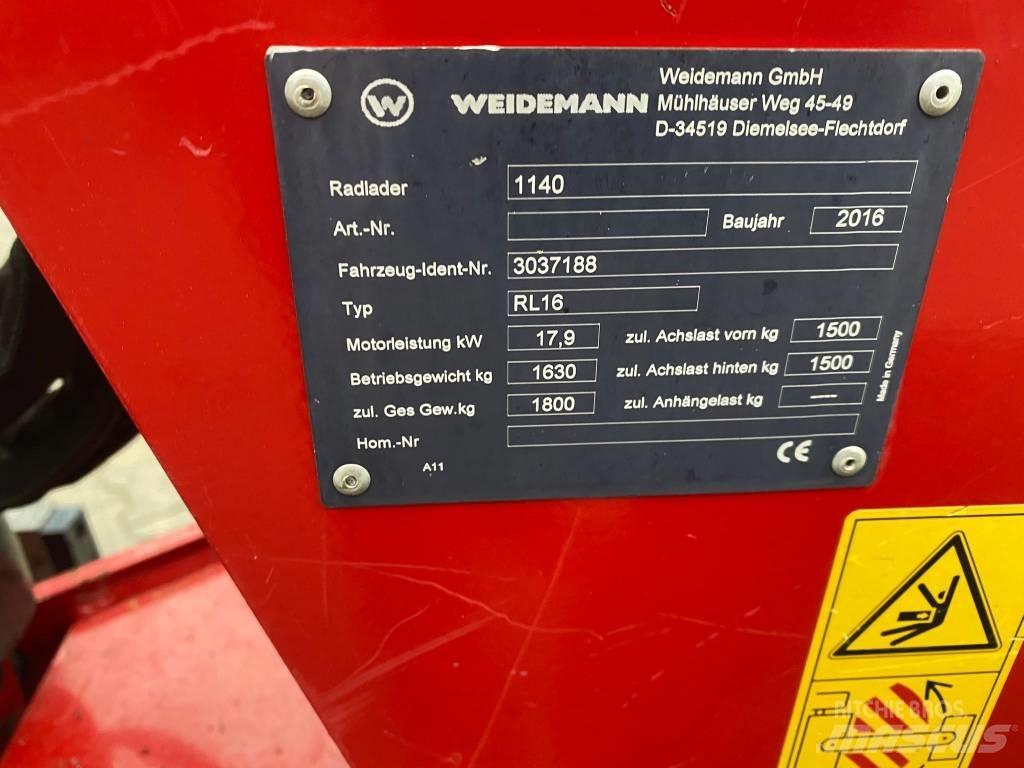 W WEIDEMANN
Weidemann GmbH
Mühlhäuser Weg 45-49
D-34519 Diemelsee-Flechtdorf
Radlader 1140
Art.-Nr. Baujahr 2016
Fahrzeug-Ident-Nr. 3037188
Typ RL16
Motorleistung kW 17,9 zul. Achslast vorn kg 1500
Betriebsgewicht kg 1630 zul. Achslast hinten kg 1500
zul. Ges Gew.kg 1800 zul. Anhängelast kg ----
Hom.-Nr
A11
CE
Made in Germany
RITCHIE BROS
MASCUS